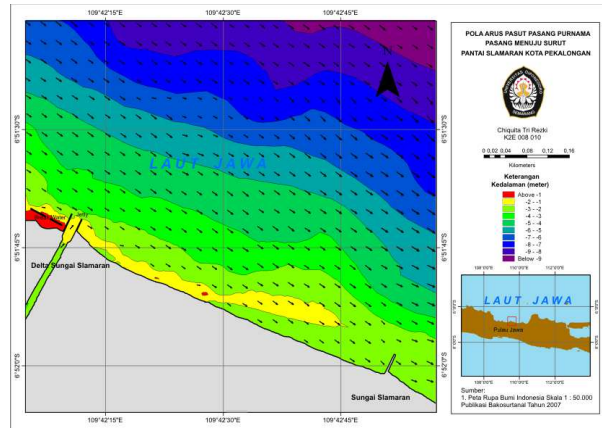 109°42'15"E
109°42'30"E
109°42'45"E
6°51'30"S
6°51'45"S
6°52'0"S
6°51'30"S
6°51'45"S
6°52'0"S
N
LAUT JAWA
Jetty
Delta Sungai Slamaran
Sungai Slamaran
109°42'15"E
109°42'30"E
109°42'45"E
POLA ARUS PASUT PASANG PURNAMA
PASANG MENUJU SURUT
PANTAI SLAMARAN KOTA PEKALONGAN
UNIVERSITAS DIPONEGORO
SEMARANG
Chiquita Tri Rezki
K2E 008 010
0 0,02 0,04 0,08 0,12 0,16
Kilometers
Keterangan
Kedalaman (meter)
Above -1
-2 - -1
-3 - -2
-4 - -3
-5 - -4
-6 - -5
-7 - -6
-8 - -7
-9 - -8
Below -9
LAUT JAWA
Pulau Jawa
Sumber:
1. Peta Rupa Bumi Indonesia Skala 1 : 50.000
Publikasi Bakosurtanal Tahun 2007